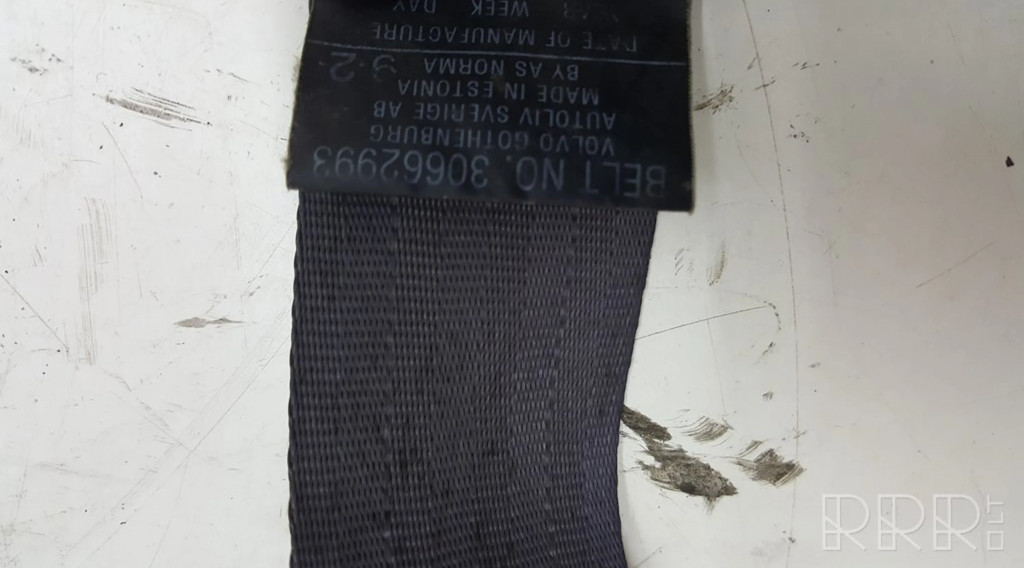 BELT NO. 30662993
VOLVO GOTHENBURG
AUTOLIV SVERIGE AB
MADE IN ESTONIA
BY AS NORMA
DATE OF MANUFACTURE
WEEK DAY
RRR.LT